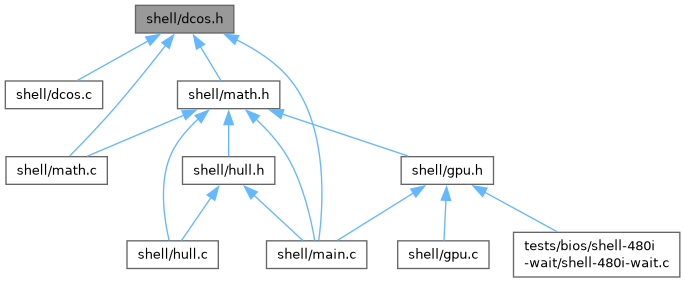 shell/dcos.h
shell/dcos.c
shell/math.h
shell/math.c
shell/hull.h
shell/gpu.h
shell/hull.c
shell/main.c
shell/gpu.c
tests/bios/shell-480i
-wait/shell-480i-wait.c